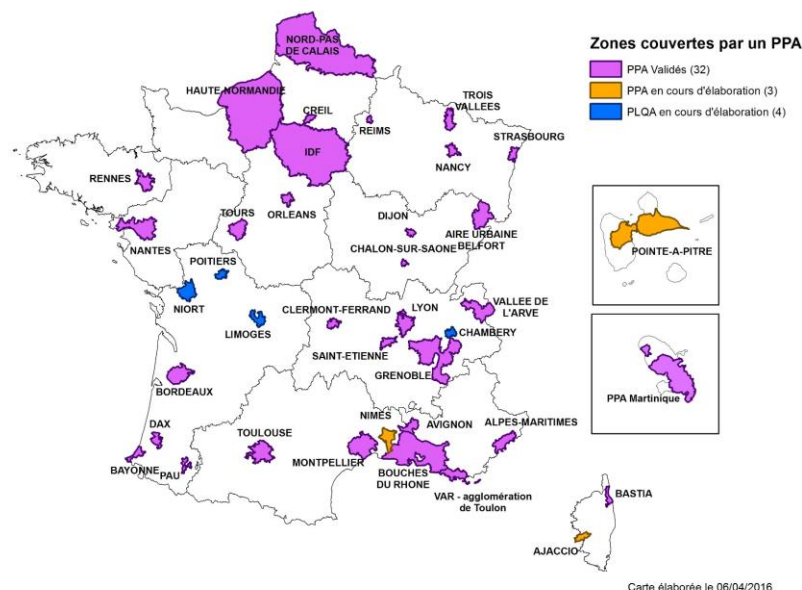 NORD-PAS
DE CALAIS
Zones couvertes par un PPA
PPA Validés (32)
PPA en cours d'élaboration (3)
PLQA en cours d'élaboration (4)
HAUTE NORMANDIE
CREIL
REIMS
TROIS
VALLEES
STRASBOURG
IDF
NANCY
RENNES
ORLEANS
TOURS
DIJON
AIRE URBAINE
BELFORT
NANTES
CHALON-SUR-SAONE
POINTE-A-PITRE
POITIERS
NIORT
LIMOGES
CLERMONT-FERRAND
LYON
VALLEE DE
L'ARVE
CHAMBERY
SAINT-ETIENNE
GRENOBLE
BORDEAUX
PPA Martinique
DAX
TOULOUSE
NIMES
AVIGNON
ALPES-MARITIMES
BAYONNE
PAU
MONTPELLIER
BOUCHES
DU RHONE
VAR - agglomération
de Toulon
BASTIA
AJACCIO
Carte élaborée le 06/04/2016